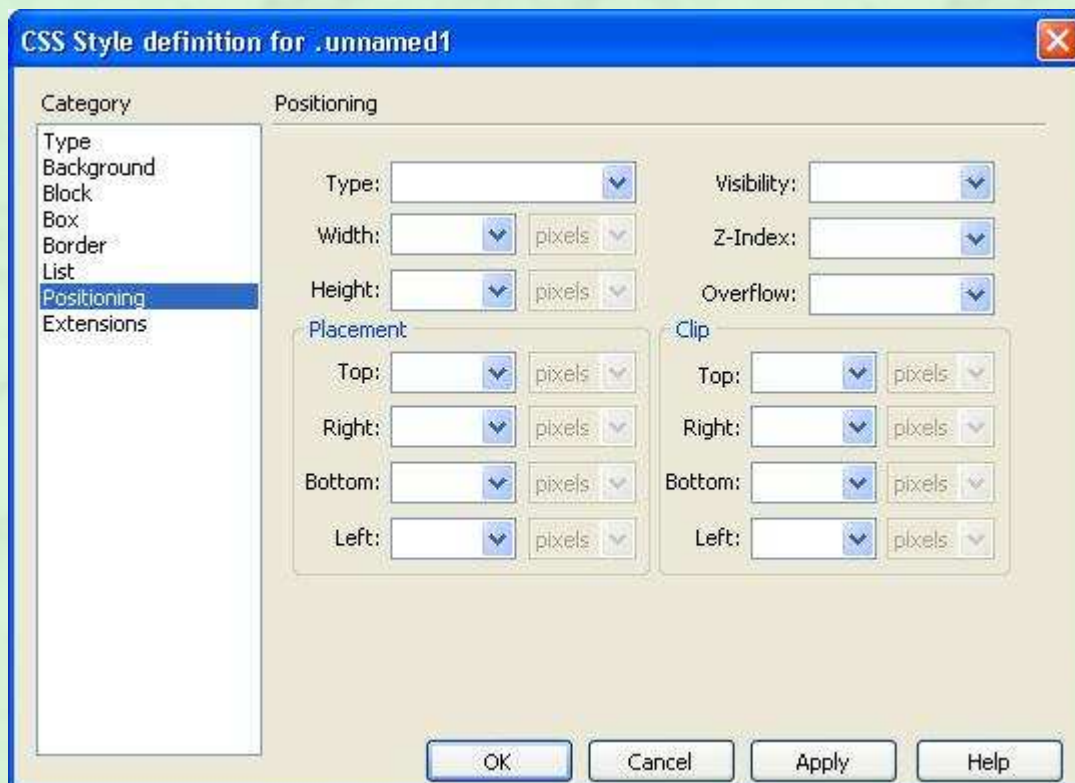 CSS Style definition for .unnamed1
Category
Type
Background
Block
Box
Border
List
Positioning
Extensions
Positioning
Type:
Width: pixels
Height: pixels
Visibility:
Z-Index:
Overflow:
Placement
Top: pixels
Right: pixels
Bottom: pixels
Left: pixels
Clip
Top: pixels
Right: pixels
Bottom: pixels
Left: pixels
OK Cancel Apply Help